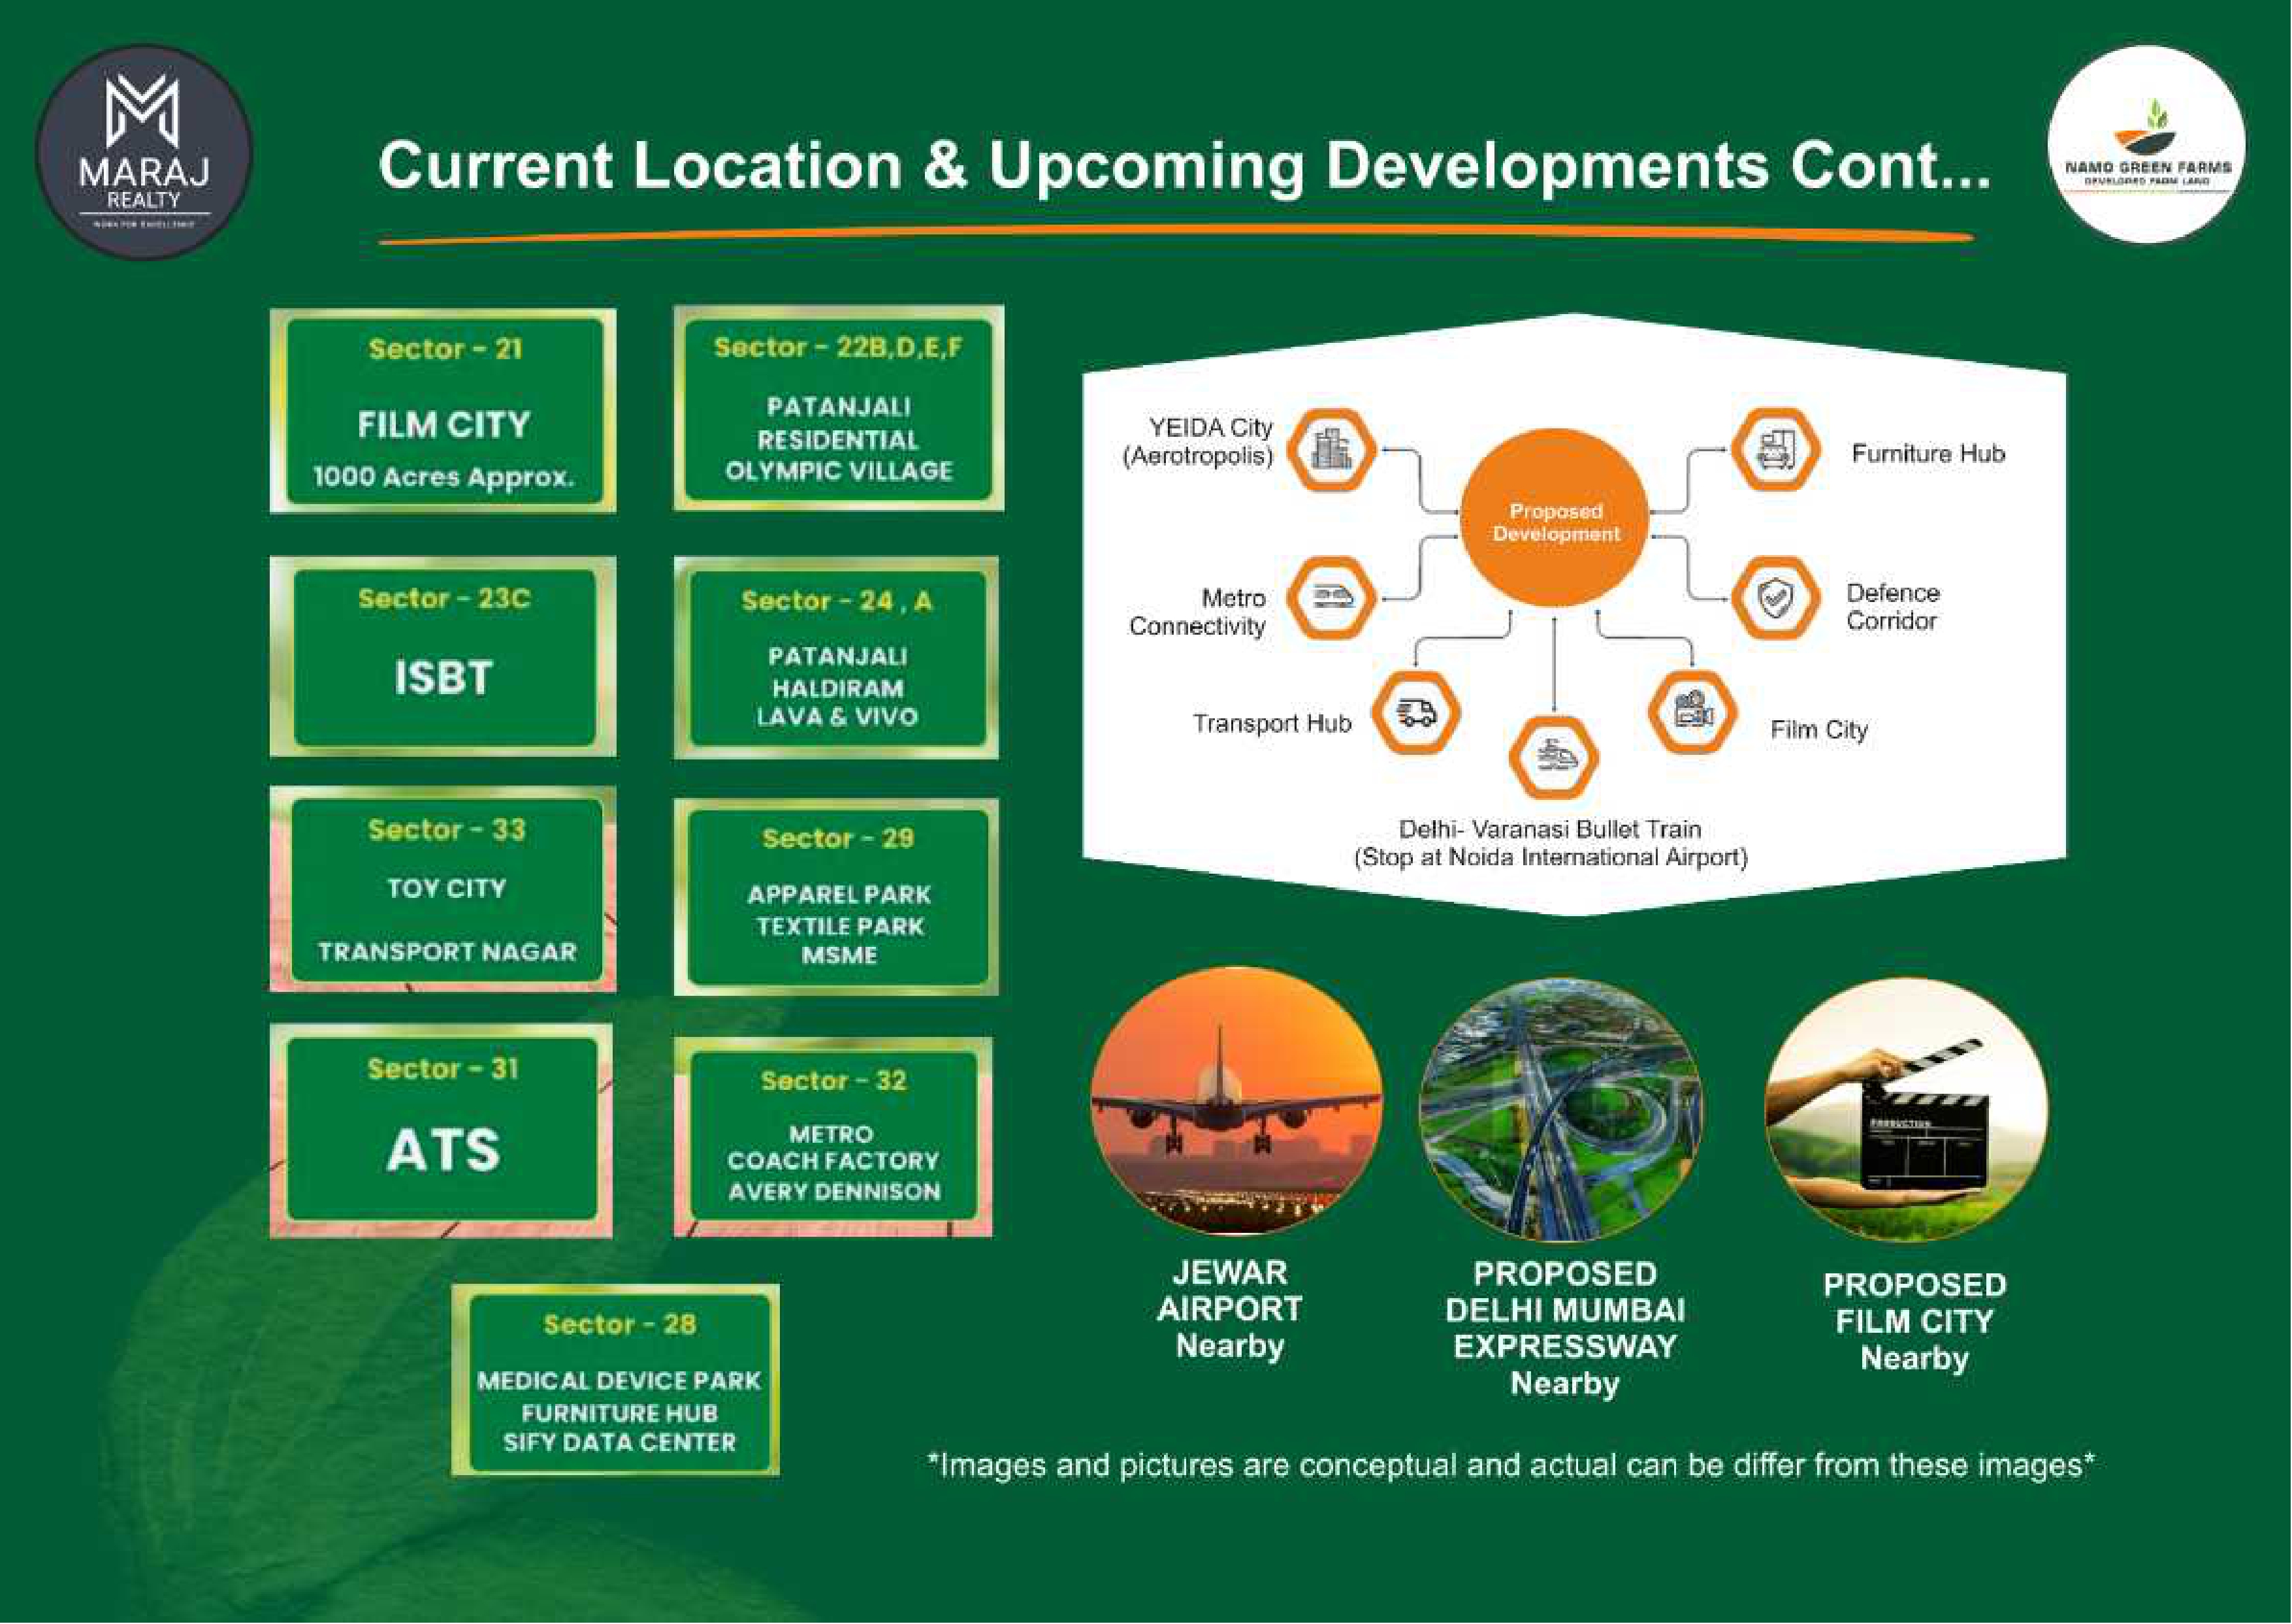 MARAJ
REALTY
WORK FOR EXCELLENCE
Current Location & Upcoming Developments Cont...
NAMO GREEN FARMS
DEVELOPED FARM LAND
Sector - 21
FILM CITY
1000 Acres Approx.
Sector - 22B,D,E,F
PATANJALI
RESIDENTIAL
OLYMPIC VILLAGE
Sector - 23C
ISBT
Sector - 24 , A
PATANJALI
HALDIRAM
LAVA & VIVO
Sector - 33
TOY CITY
TRANSPORT NAGAR
Sector - 29
APPAREL PARK
TEXTILE PARK
MSME
Sector - 31
ATS
Sector - 32
METRO
COACH FACTORY
AVERY DENNISON
Sector - 28
MEDICAL DEVICE PARK
FURNITURE HUB
SIFY DATA CENTER
Proposed
Development
YEIDA City
(Aerotropolis)
Furniture Hub
Metro
Connectivity
Defence
Corridor
Transport Hub
Film City
Delhi- Varanasi Bullet Train
(Stop at Noida International Airport)
PRODUCTION
JEWAR
AIRPORT
Nearby
PROPOSED
DELHI MUMBAI
EXPRESSWAY
Nearby
PROPOSED
FILM CITY
Nearby
*Images and pictures are conceptual and actual can be differ from these images*